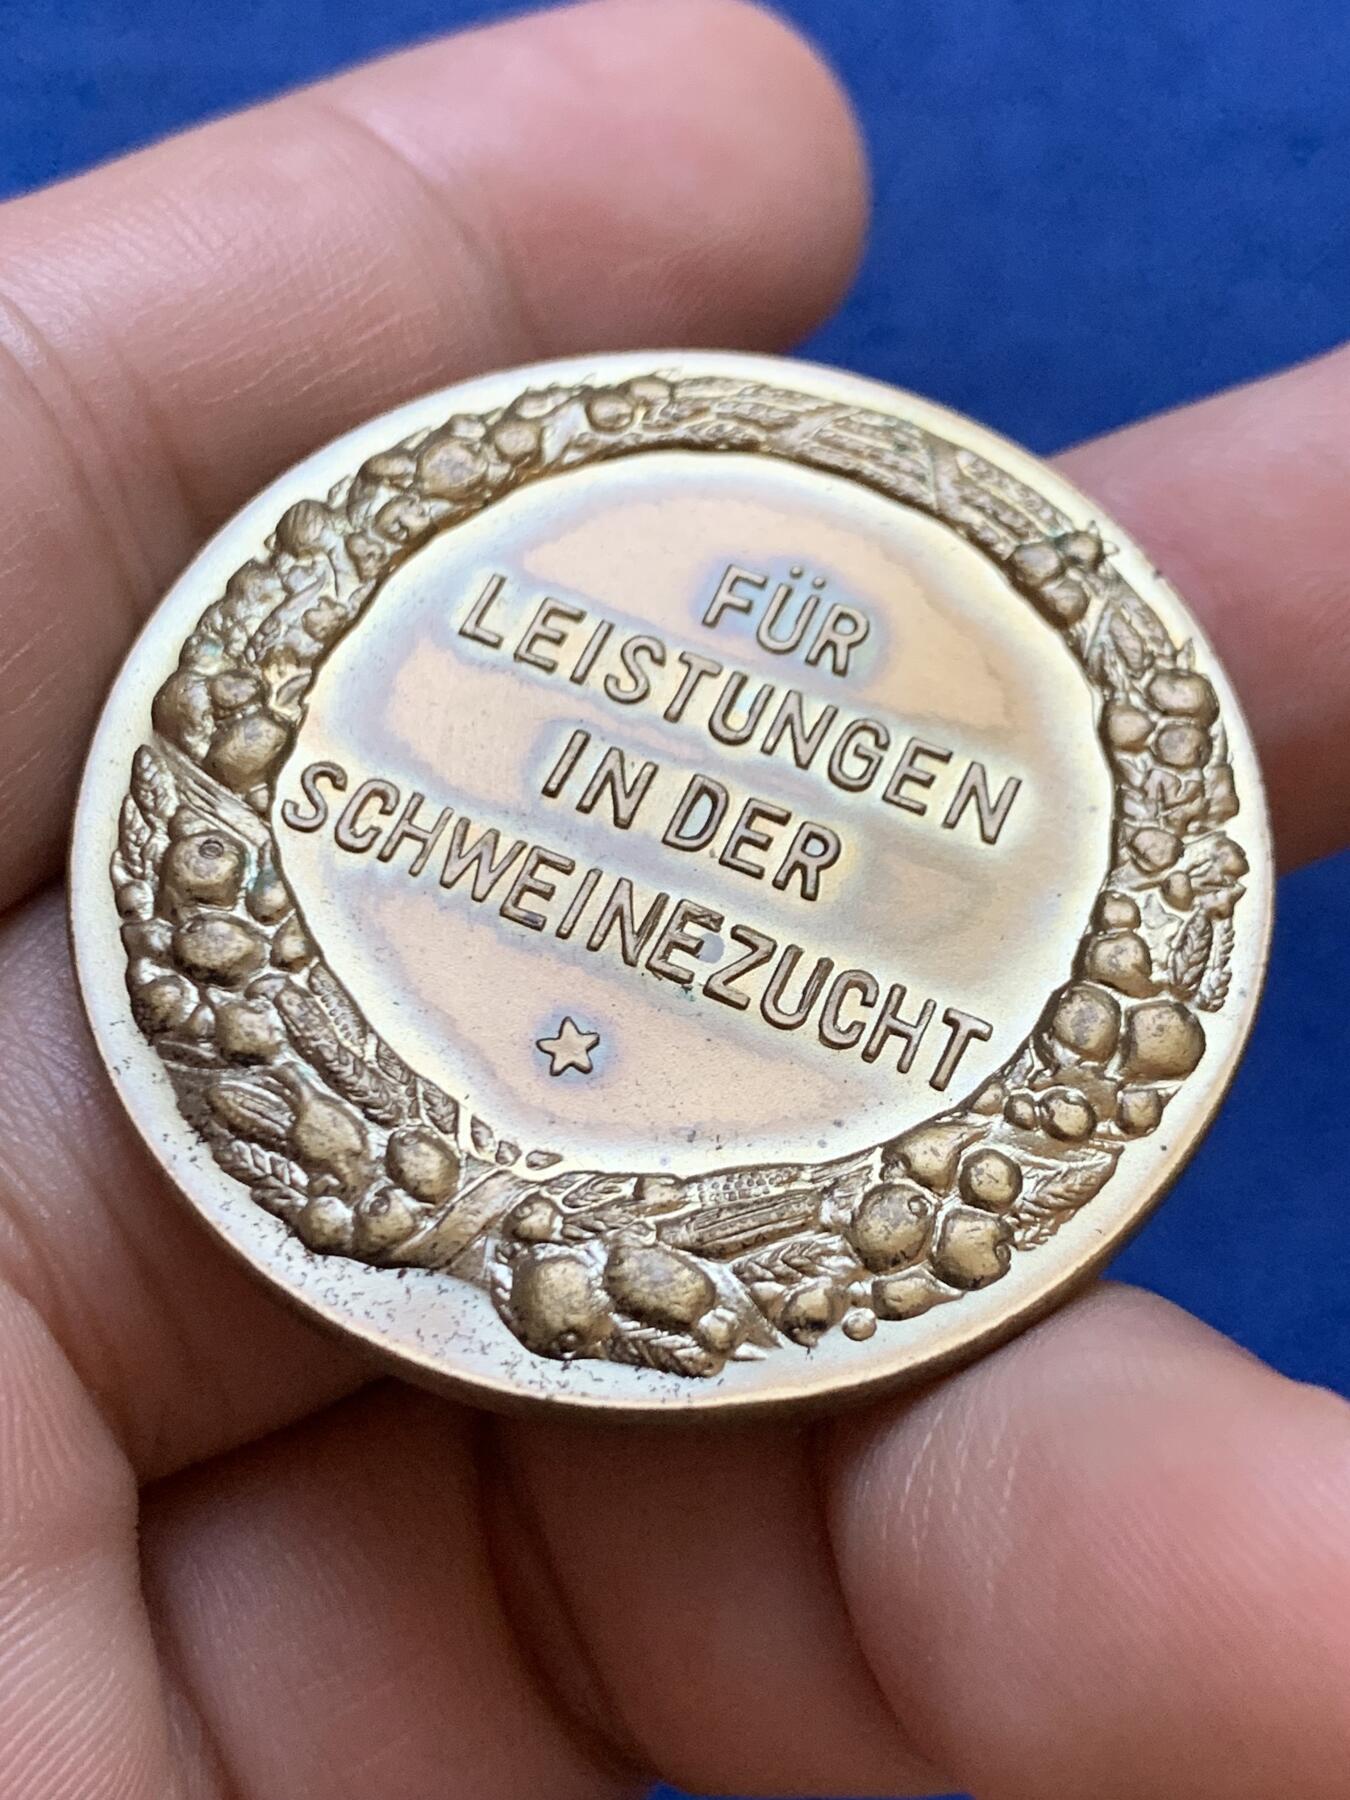 FÜR
LEISTUNGEN
IN DER
SCHWEINEZUCHT